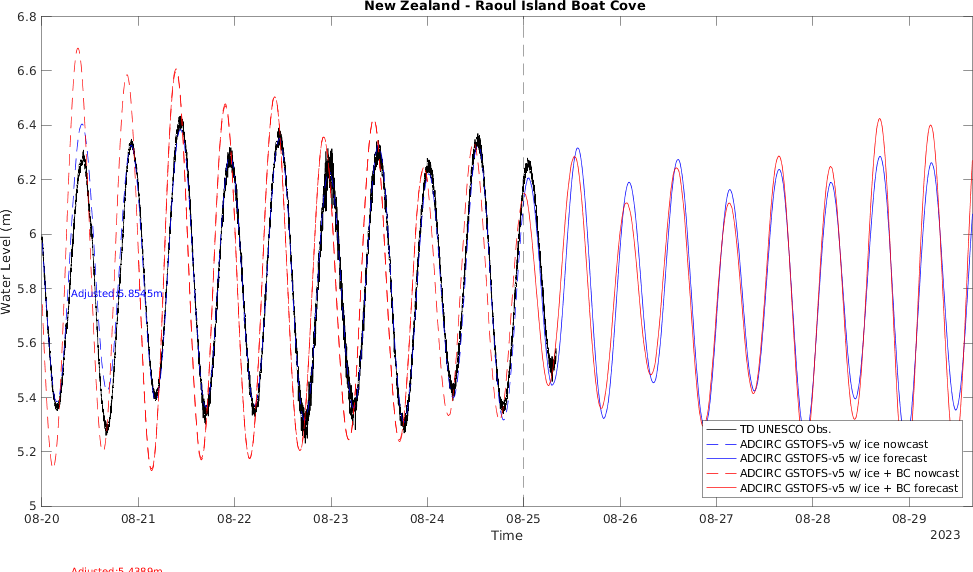 New Zealand - Raoul Island Boat Cove
Water Level (m)
6.8
6.6
6.4
6.2
6
5.8
5.6
5.4
5.2
5
Adjusted:5.8545m
TD UNESCO Obs.
ADCIRC GSTOFS-v5 w/ ice nowcast
ADCIRC GSTOFS-v5 w/ ice forecast
ADCIRC GSTOFS-v5 w/ ice + BC nowcast
ADCIRC GSTOFS-v5 w/ ice + BC forecast
08-20 08-21 08-22 08-23 08-24 08-25 08-26 08-27 08-28 08-29
Time
2023
Adjusted:5.4389m